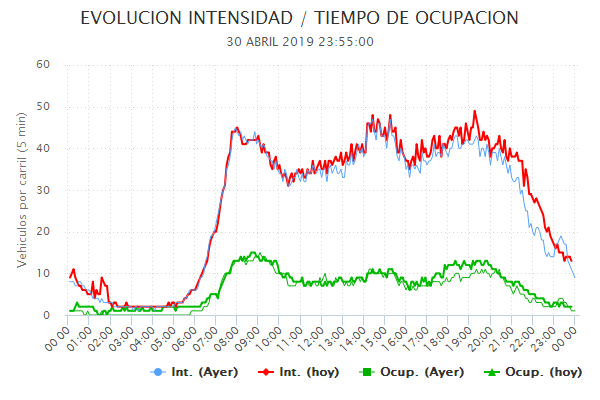 EVOLUCION INTENSIDAD / TIEMPO DE OCUPACION
30 ABRIL 2019 23:55:00
Vehiculos por carril (5 min)
60
50
40
30
20
10
0
00:00 01:00 02:00 03:00 04:00 05:00 06:00 07:00 08:00 09:00 10:00 11:00 12:00 13:00 14:00 15:00 16:00 17:00 18:00 19:00 20:00 21:00 22:00 23:00 00:00
Int. (Ayer) Int. (hoy) Ocup. (Ayer) Ocup. (hoy)